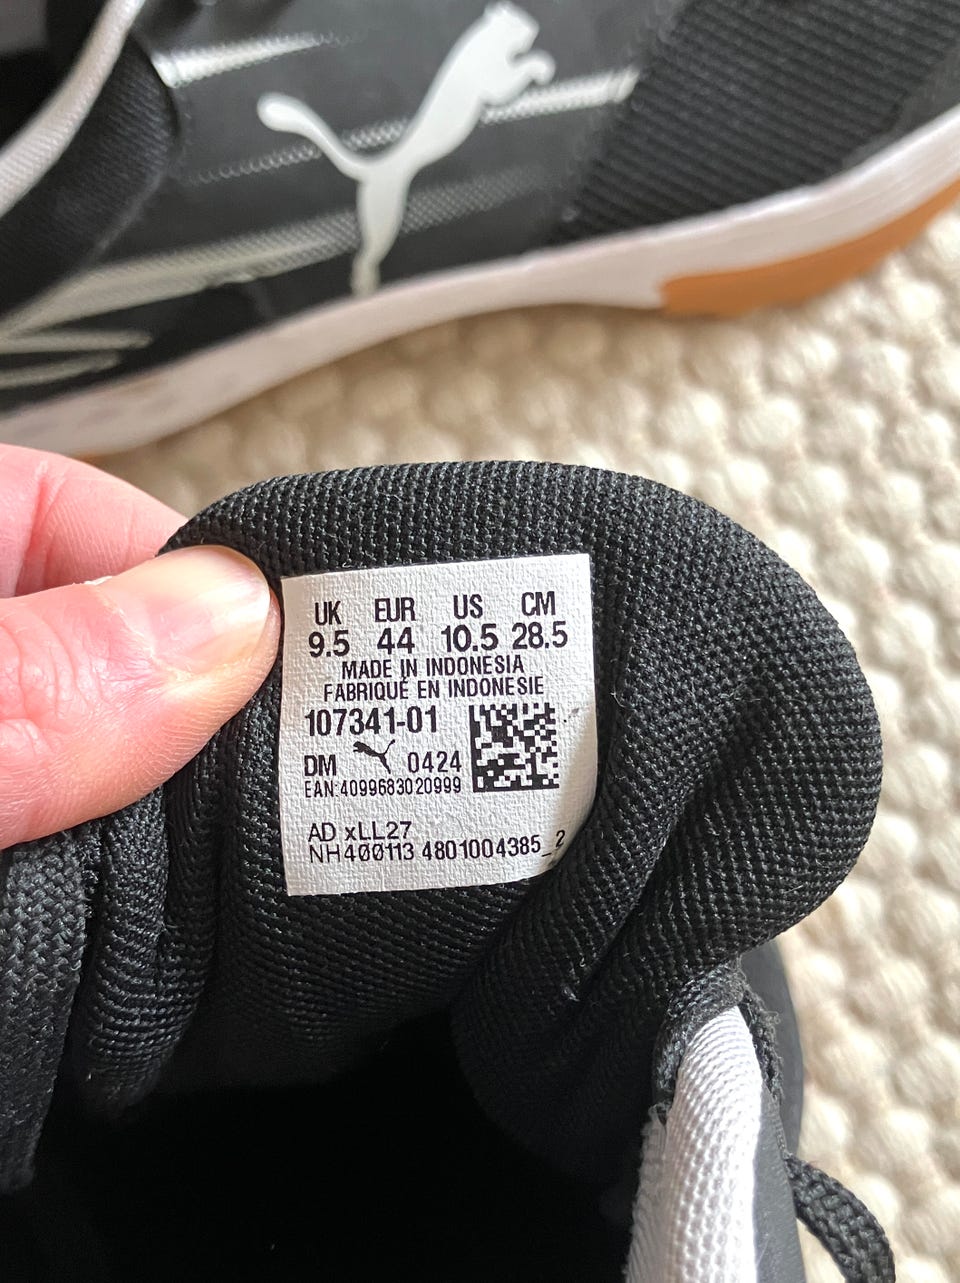 UK EUR US CM
9.5 44 10.5 28.5
MADE IN INDONESIA
FABRIQUÉ EN INDONESIE
107341-01
DM 0424
EAN:4099683020999
AD xLL27
NH400113 4801004385_2